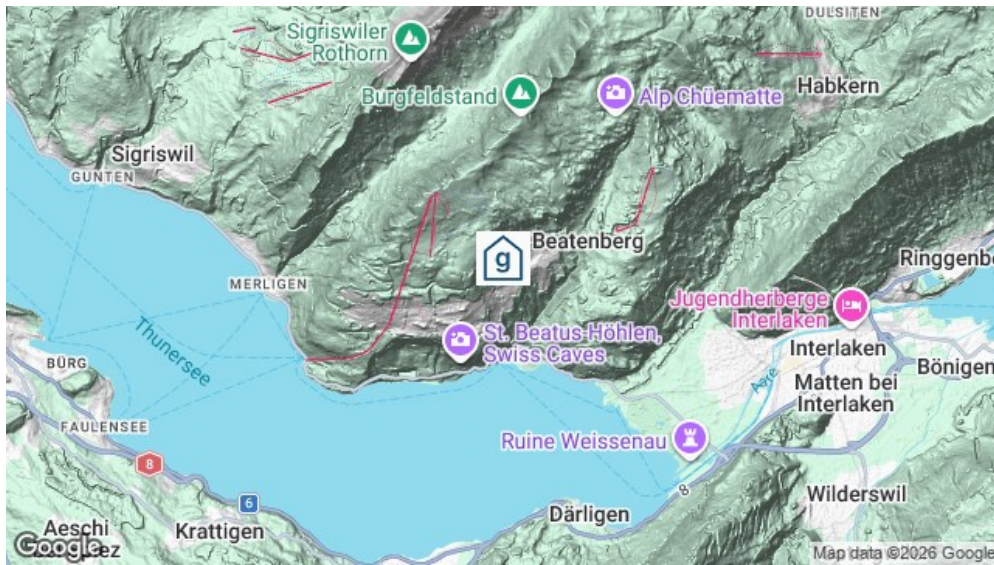 DULSITEN
Sigriswiler
Rothorn
Habkern
Burgfeldstand
Alp Chüematte
Sigriswil
GUNTEN
Beatenberg
g
Ringgenbe
MERLIGEN
Jugendherberge
Interlaken
Thunersee
St. Beatus-Höhlen,
Swiss Caves
Interlaken
BÜRG
Aare
Bönigen
Matten bei
Interlaken
FAULENSEE
Ruine Weissenau
8
8
6
Wilderswil
Därligen
Krattigen
Aeschi
ez
Google
Map data ©2026 Google